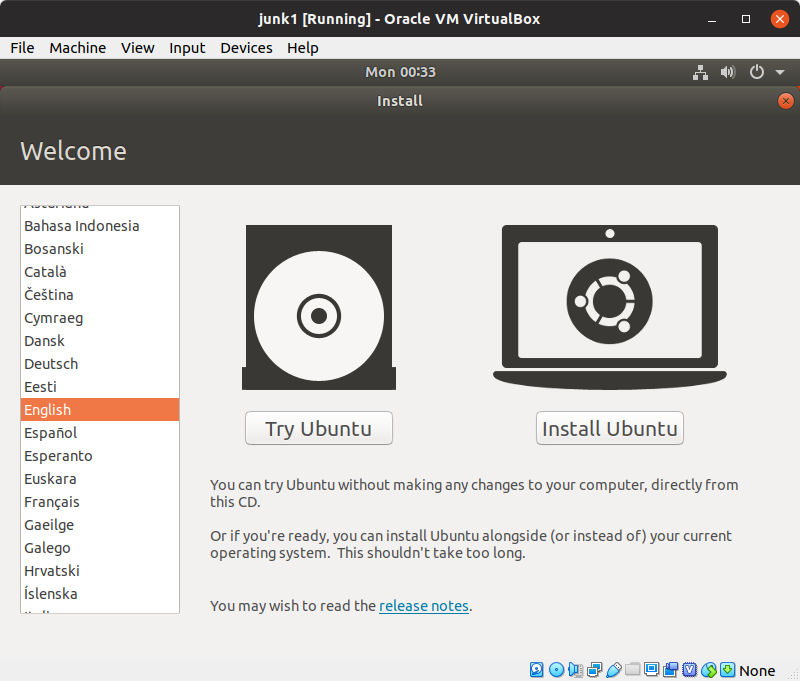 junk1 [Running] - Oracle VM VirtualBox
File Machine View Input Devices Help
Mon 00:33
Install
Welcome
Bahasa Indonesia
Bosanski
Català
Čeština
Cymraeg
Dansk
Deutsch
Eesti
English
Español
Esperanto
Euskara
Français
Gaeilge
Galego
Hrvatski
Íslenska
Try Ubuntu
Install Ubuntu
You can try Ubuntu without making any changes to your computer, directly from
this CD.
Or if you're ready, you can install Ubuntu alongside (or instead of) your current
operating system.  This shouldn't take too long.
You may wish to read the release notes.
None